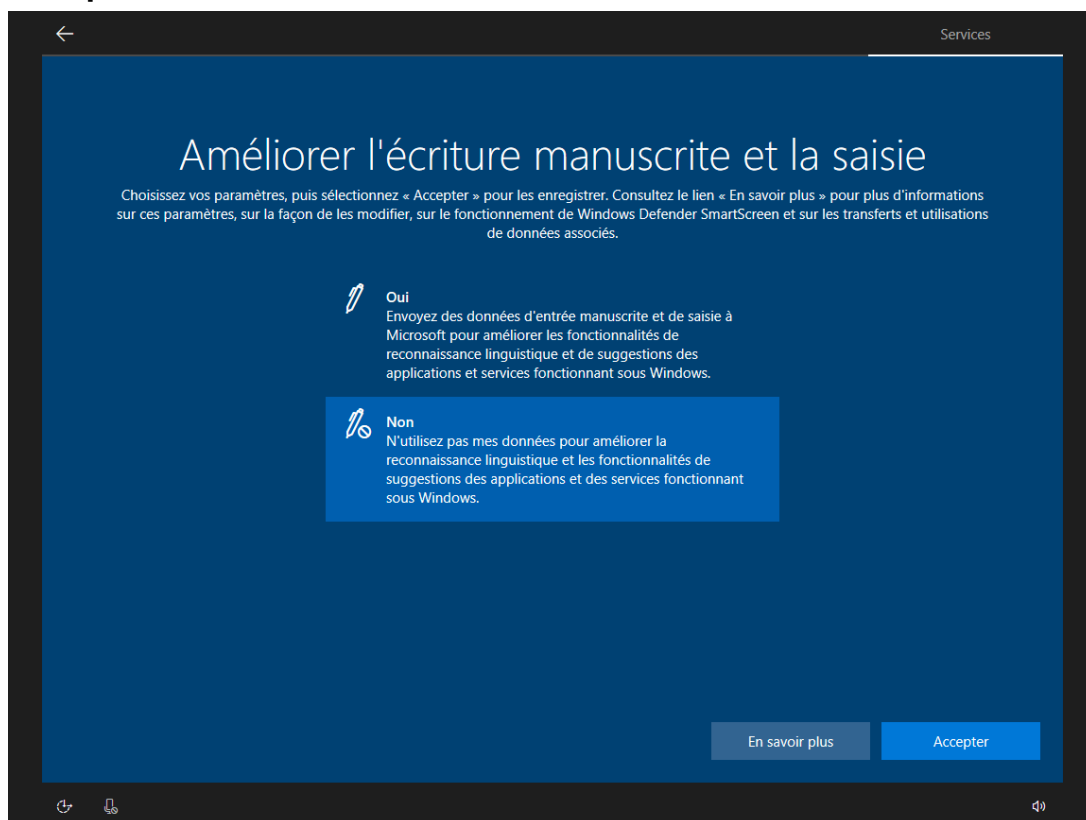 Services
Améliorer l'écriture manuscrite et la saisie
Choisissez vos paramètres, puis sélectionnez « Accepter » pour les enregistrer. Consultez le lien « En savoir plus » pour plus d'informations
sur ces paramètres, sur la façon de les modifier, sur le fonctionnement de Windows Defender SmartScreen et sur les transferts et utilisations
de données associés.
Oui
Envoyez des données d'entrée manuscrite et de saisie à
Microsoft pour améliorer les fonctionnalités de
reconnaissance linguistique et de suggestions des
applications et services fonctionnant sous Windows.
Non
N'utilisez pas mes données pour améliorer la
reconnaissance linguistique et les fonctionnalités de
suggestions des applications et des services fonctionnant
sous Windows.
En savoir plus
Accepter